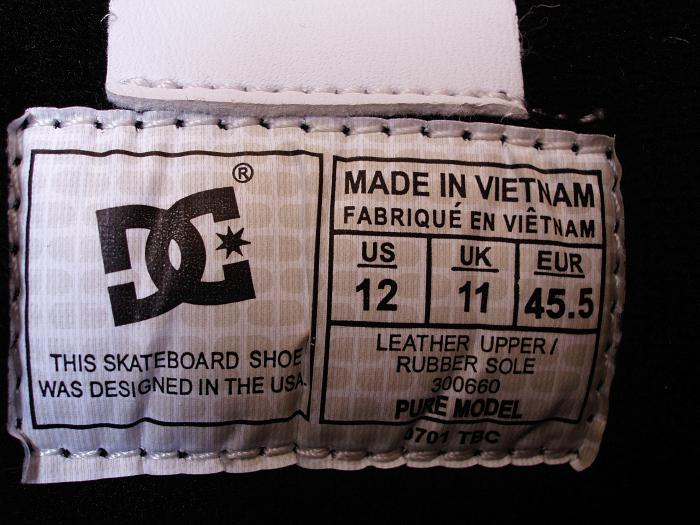 DC®
THIS SKATEBOARD SHOE
WAS DESIGNED IN THE USA.
MADE IN VIETNAM
FABRIQUÉ EN VIÊTNAM
US UK EUR
12 11 45.5
LEATHER UPPER/
RUBBER SOLE
300660
PURE MODEL
0701 TBC